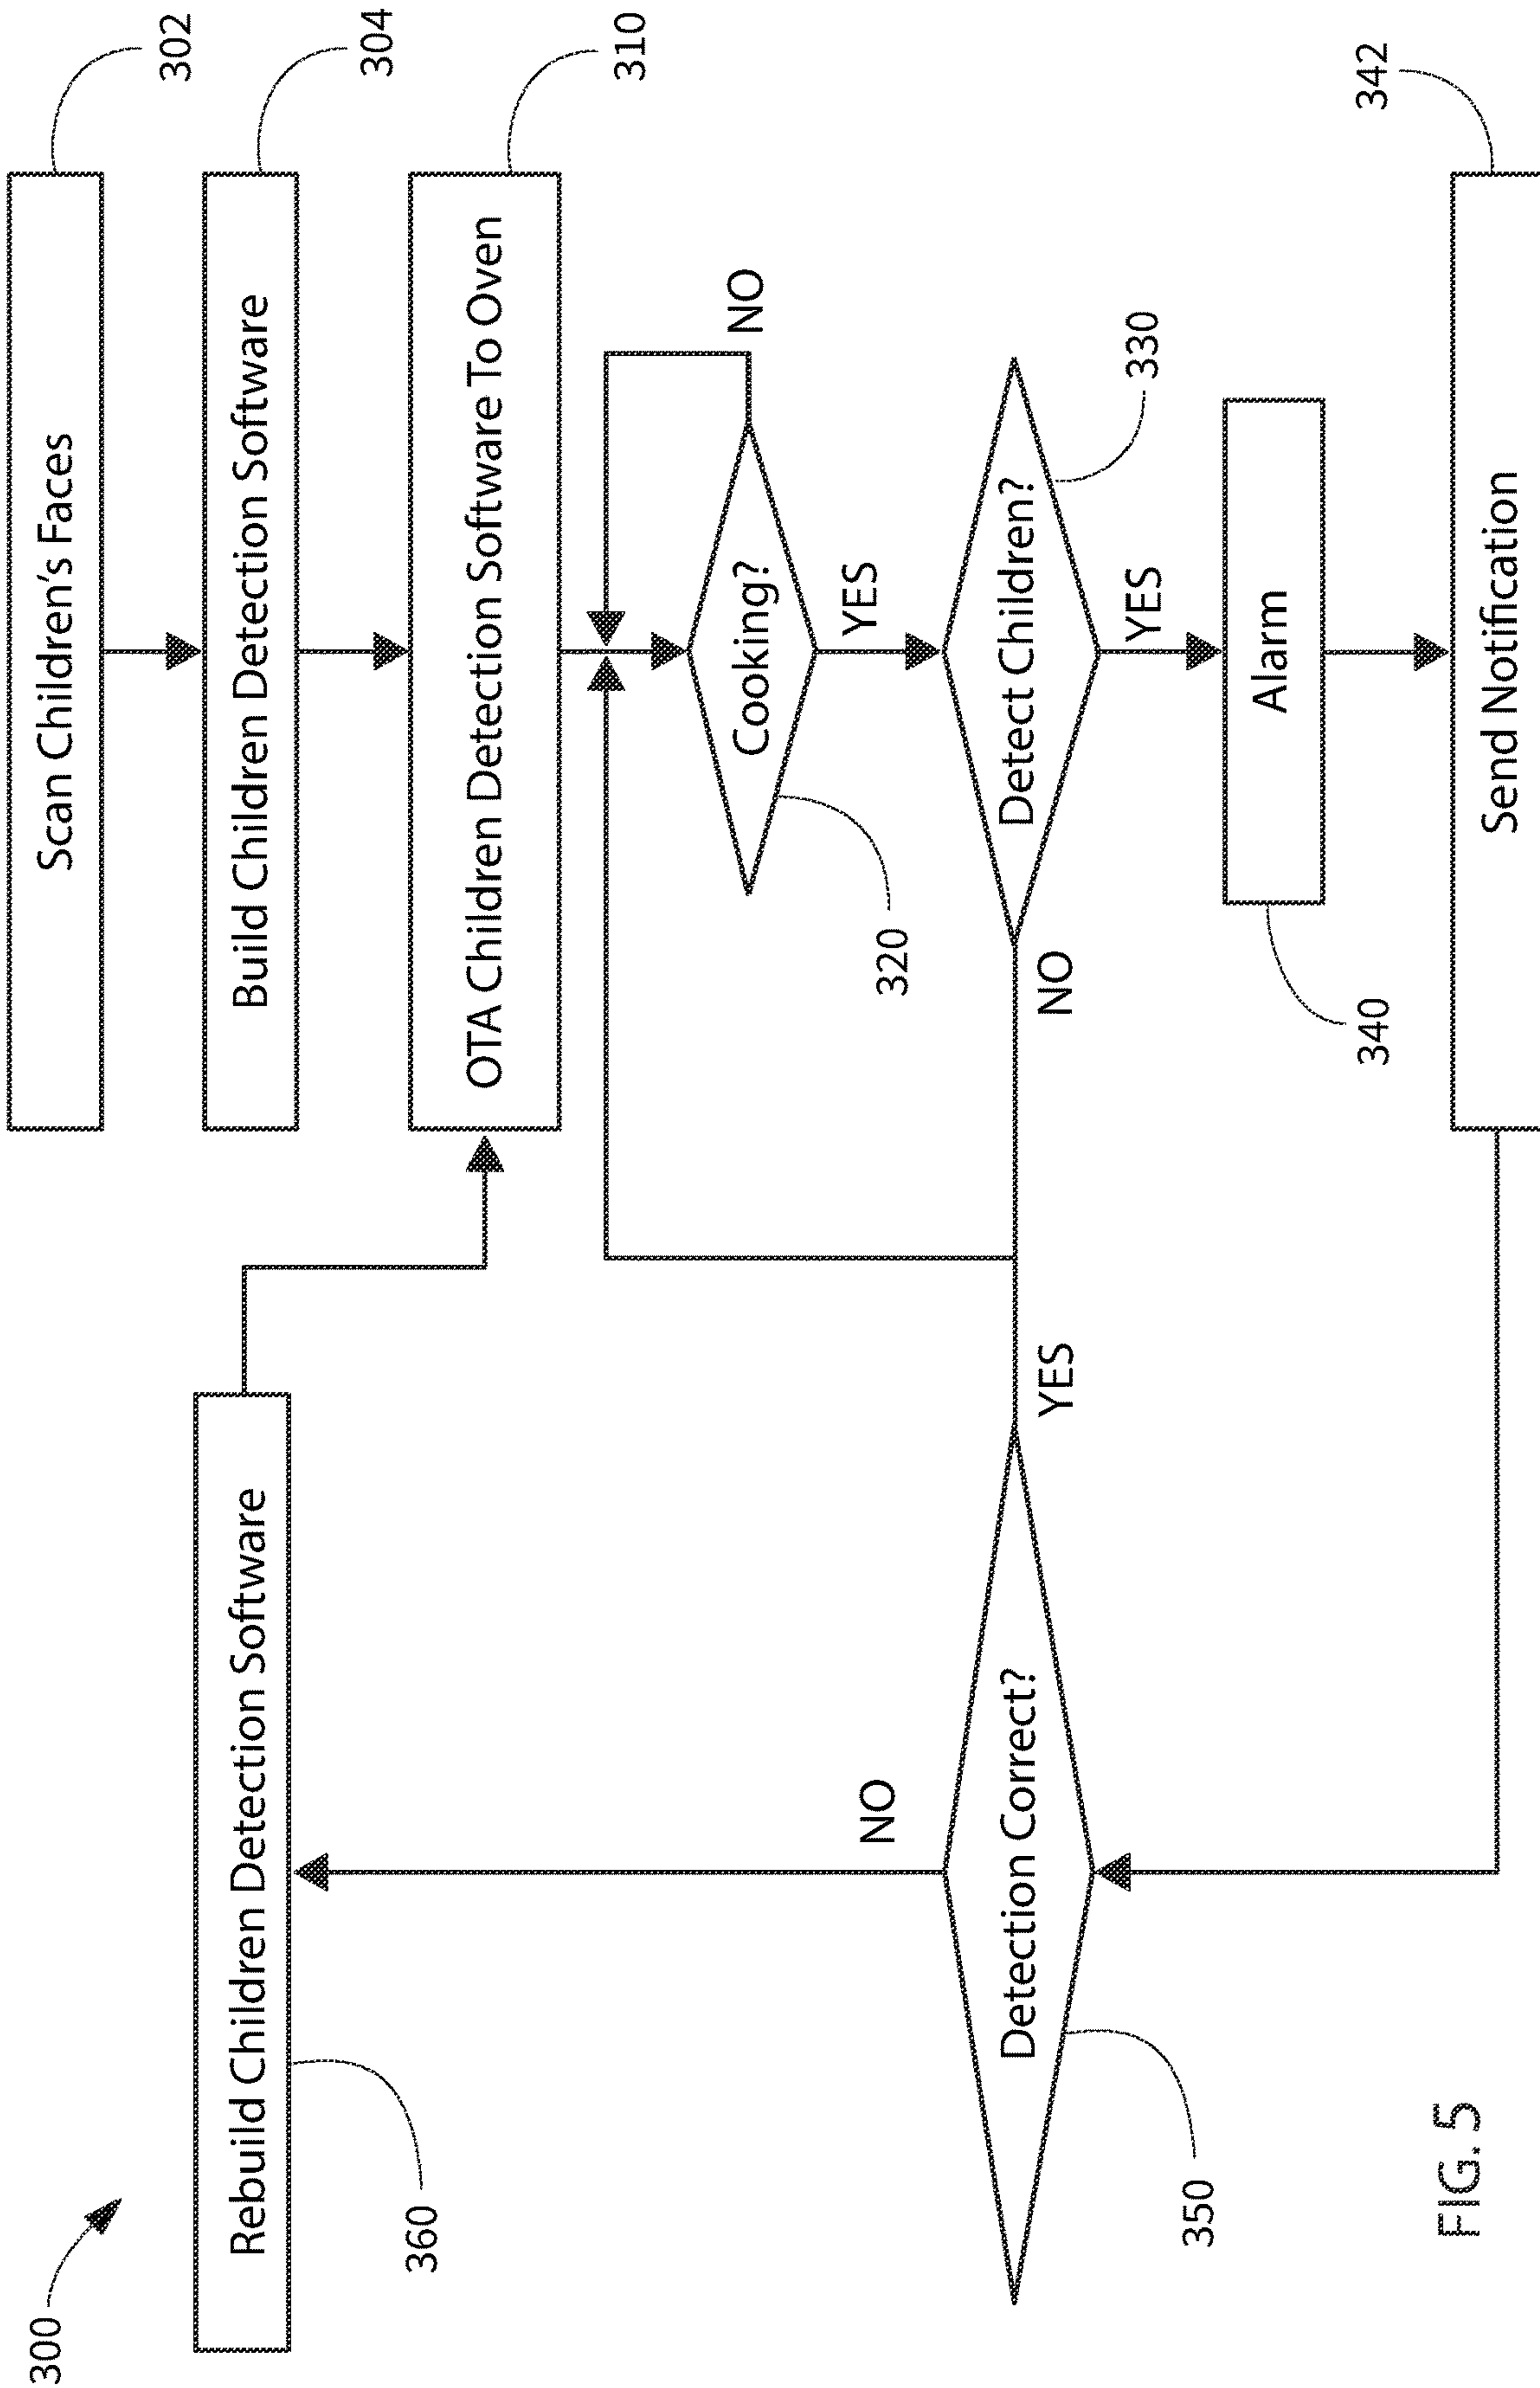 300
Scan Children's Faces
302
Rebuild Children Detection Software
360
Build Children Detection Software
304
OTA Children Detection Software To Oven
310
NO
Cooking?
320
YES
Detect Children?
330
NO
YES
Detection Correct?
350
NO
YES
Alarm
340
Send Notification
342
FIG. 5